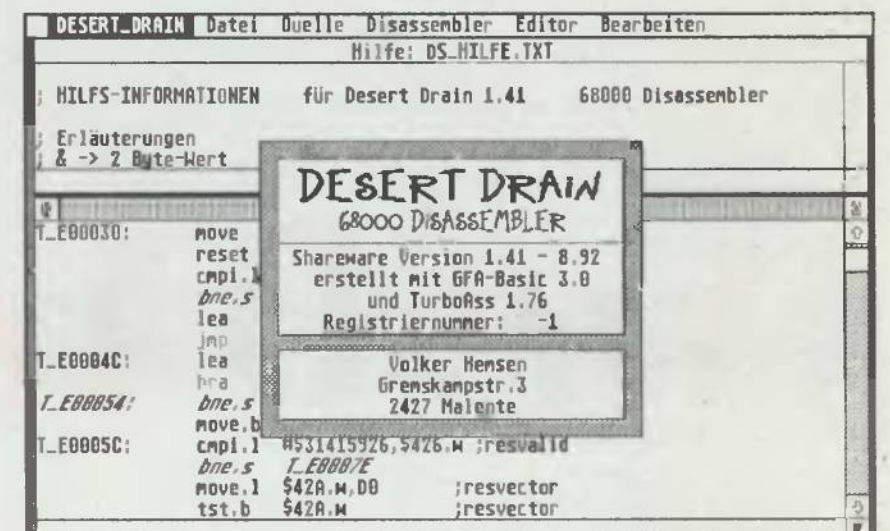 DESERT_DRAIN Datei Quelle Disassembler Editor Bearbeiten
Hilfe: DS_HILFE.TXT
; HILFS-INFORMATIONEN für Desert Drain 1.41 68000 Disassembler
; Erläuterungen
; & -> 2 Byte-Wert
DESERT DRAIN
68000 DISASSEMBLER
Shareware Version 1.41 - 8.92
erstellt mit GFA-Basic 3.0
und TurboAss 1.76
Registriernummer: -1
Volker Hemsen
Gremskampstr.3
2427 Malente
T_E00030: move
reset
cmpi.l
bne.s
lea
jmp
T_E0004C: lea
bra
T_E00054: bne.s
move.b
T_E0005C: cmpi.l #$31415926,$426.w ;resvalid
bne.s T_E0007E
move.l $42A.w,D0 ;resvector
tst.b $42A.w ;resvector